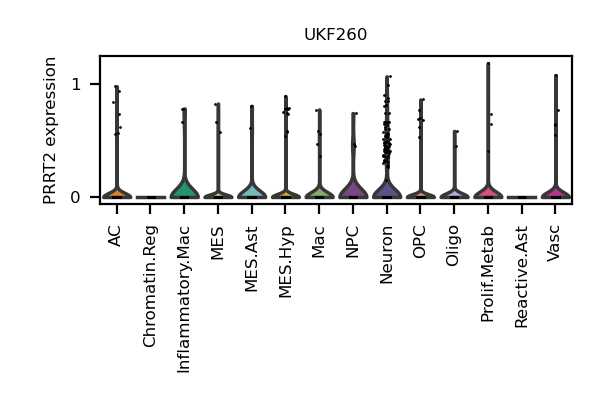 UKF260
PRRT2 expression
1
0
AC
Chromatin.Reg
Inflammatory.Mac
MES
MES.Ast
MES.Hyp
Mac
NPC
Neuron
OPC
Oligo
Prolif.Metab
Reactive.Ast
Vasc